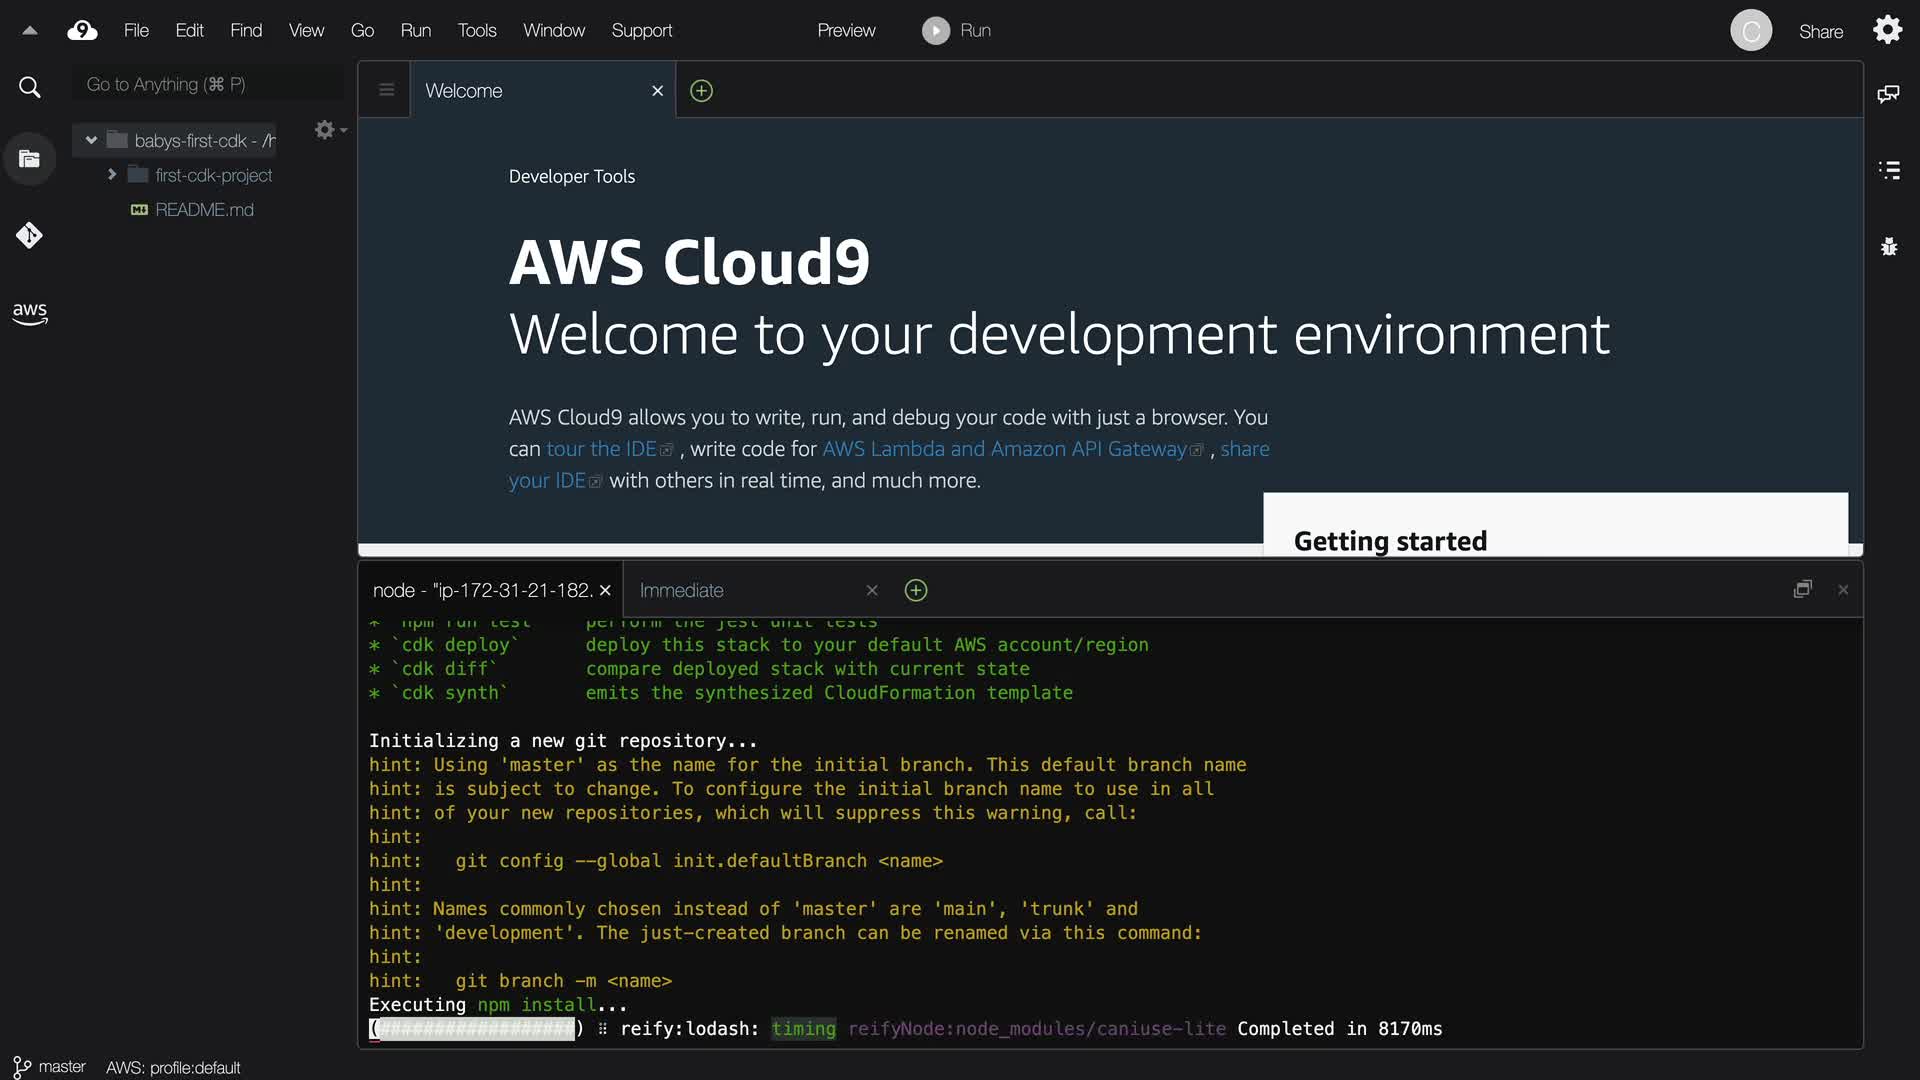 9 File Edit Find View Go Run Tools Window Support Preview Run C Share
Go to Anything (⌘ P)
babys-first-cdk - /h
first-cdk-project
README.md
aws
Welcome
Developer Tools
AWS Cloud9
Welcome to your development environment
AWS Cloud9 allows you to write, run, and debug your code with just a browser. You
can tour the IDE , write code for AWS Lambda and Amazon API Gateway , share
your IDE with others in real time, and much more.
Getting started
node - "ip-172-31-21-182. Immediate
* `npm run test` perform the jest unit tests
* `cdk deploy` deploy this stack to your default AWS account/region
* `cdk diff` compare deployed stack with current state
* `cdk synth` emits the synthesized CloudFormation template
Initializing a new git repository...
hint: Using 'master' as the name for the initial branch. This default branch name
hint: is subject to change. To configure the initial branch name to use in all
hint: of your new repositories, which will suppress this warning, call:
hint:
hint: git config --global init.defaultBranch <name>
hint:
hint: Names commonly chosen instead of 'master' are 'main', 'trunk' and
hint: 'development'. The just-created branch can be renamed via this command:
hint:
hint: git branch -m <name>
Executing npm install...
(##################) ⠿ reify:lodash: timing reifyNode:node_modules/caniuse-lite Completed in 8170ms
master AWS: profile:default